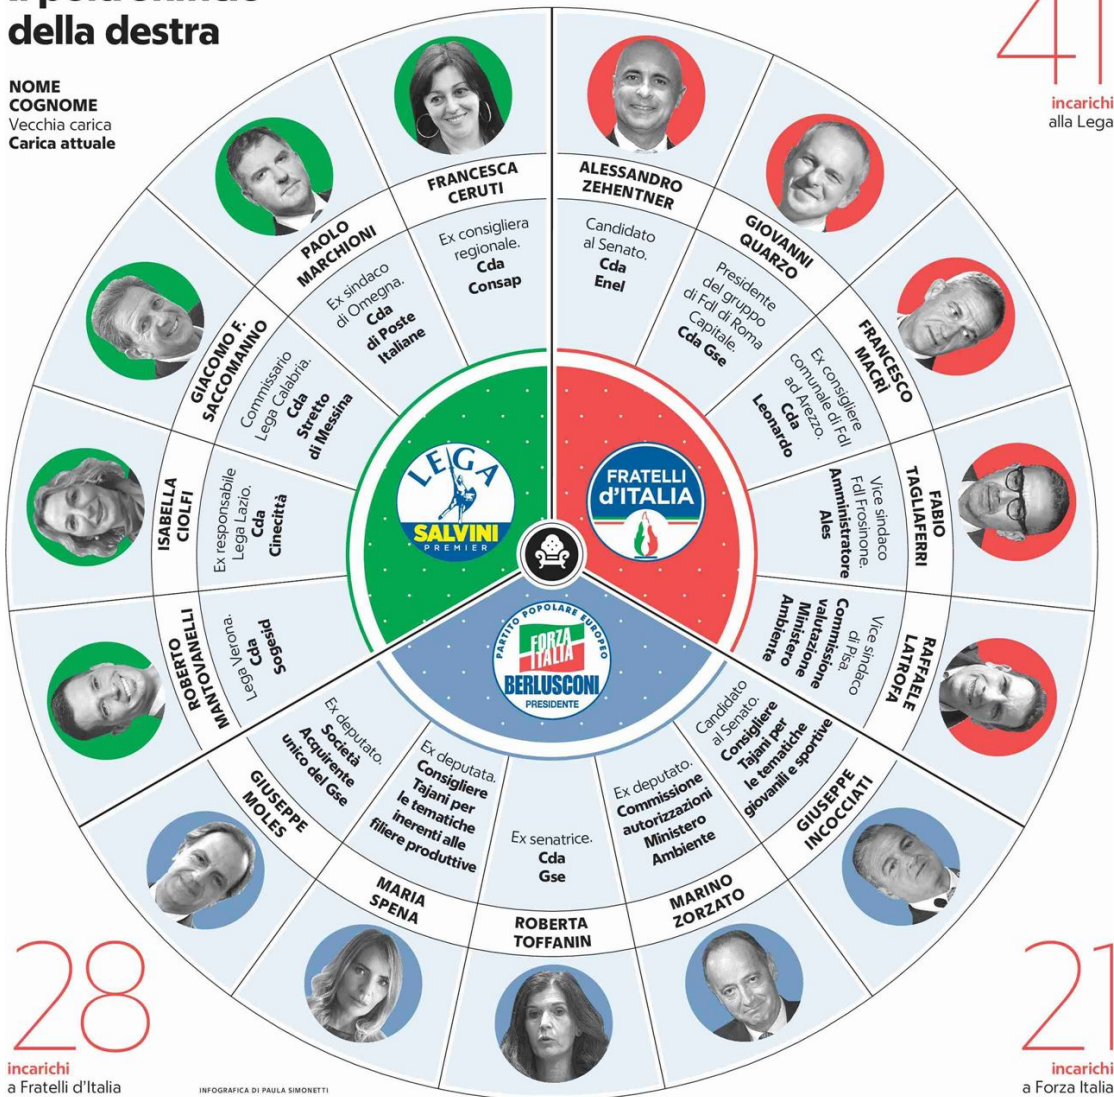 della destra
NOME
COGNOME
Vecchia carica
Carica attuale
41
incarichi
alla Lega
FRANCESCA
CERUTI
Ex consigliera
regionale.
Cda
Consap
ALESSANDRO
ZEHENTNER
Candidato
al Senato.
Cda
Enel
GIOVANNI
QUARZO
Presidente
del gruppo
di FdI di Roma
Capitale.
Cda Gse
FRANCESCO
MACRÌ
Ex consigliere
comunale di FdI
ad Arezzo.
Cda
Leonardo
FABIO
TAGLIAFERRI
Vice sindaco
FdI Frosinone.
Amministratore
Ales
RAFFAELE
LATROFA
Vice sindaco
di Pisa.
Commissione
valutazione
Ministero
Ambiente
GIUSEPPE
INCOCCIATI
Candidato
al Senato.
Consigliere
Tajani per
le tematiche
giovanili e sportive
MARINO
ZORZATO
Ex deputato.
Commissione
autorizzazioni
Ministero
Ambiente
ROBERTA
TOFFANIN
Ex senatrice.
Cda
Gse
MARIA
SPENA
Ex deputata.
Consigliere
Tajani per
le tematiche
inerenti alle
filiere produttive
GIUSEPPE
MOLES
Ex deputato.
Società
Acquirente
unico del Gse
ROBERTO
MANTOVANELLI
Lega Verona.
Cda
Sogesid
ISABELLA
CIOLFI
Ex responsabile
Lega Lazio.
Cda
Cinecittà
GIACOMO F.
SACCOMANNO
Commissario
Lega Calabria.
Cda
Stretto
di Messina
PAOLO
MARCHIONI
Ex sindaco
di Omegna.
Cda
di Poste
Italiane
LEGA
SALVINI
PREMIER
FRATELLI
d'ITALIA
PARTITO POPOLARE EUROPEO
FORZA
ITALIA
BERLUSCONI
PRESIDENTE
28
incarichi
a Fratelli d'Italia
INFOGRAFICA DI PAULA SIMONETTI
21
incarichi
a Forza Italia